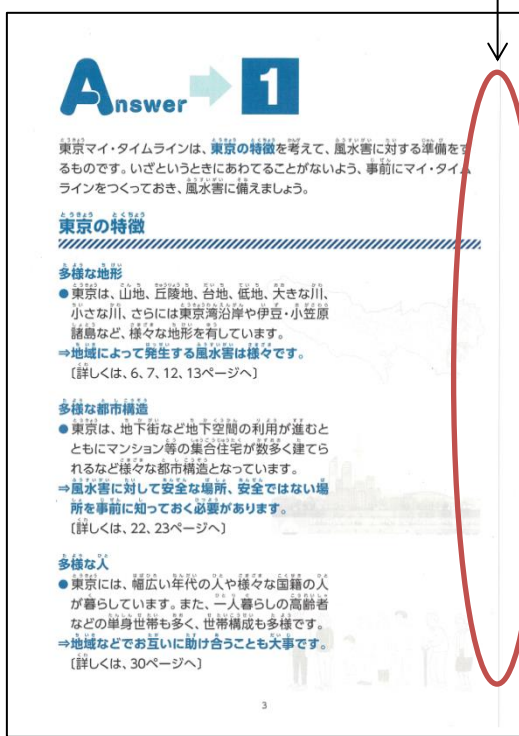 Answer 1
東京マイ・タイムラインは、東京の特徴を考えて、風水害に対する準備をす
るものです。いざというときにあわてることがないよう、事前にマイ・タイム
ラインをつくっておき、風水害に備えましょう。
東京の特徴
多様な地形
●東京は、山地、丘陵地、台地、低地、大きな川、
小さな川、さらには東京湾沿岸や伊豆・小笠原
諸島など、様々な地形を有しています。
⇒地域によって発生する風水害は様々です。
〔詳しくは、6、7、12、13ページへ〕
多様な都市構造
●東京は、地下街など地下空間の利用が進むと
ともにマンション等の集合住宅が数多く建てら
れるなど様々な都市構造となっています。
⇒風水害に対して安全な場所、安全ではない場
所を事前に知っておく必要があります。
〔詳しくは、22、23ページへ〕
多様な人
●東京には、幅広い年代の人や様々な国籍の人
が暮らしています。また、一人暮らしの高齢者
などの単身世帯も多く、世帯構成も多様です。
⇒地域などでお互いに助け合うことも大事です。
〔詳しくは、30ページへ〕
3